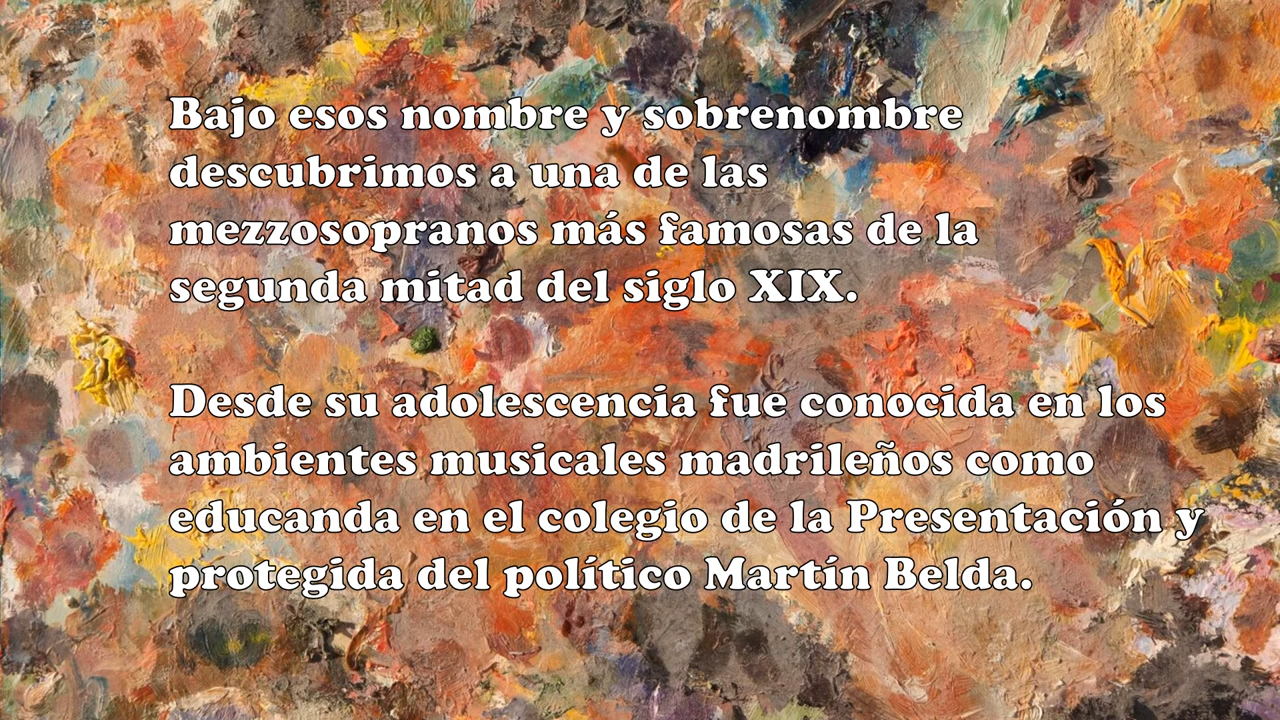 Bajo esos nombre y sobrenombre
descubrimos a una de las
mezzosopranos más famosas de la
segunda mitad del siglo XIX.
Desde su adolescencia fue conocida en los
ambientes musicales madrileños como
educanda en el colegio de la Presentación y
protegida del político Martín Belda.